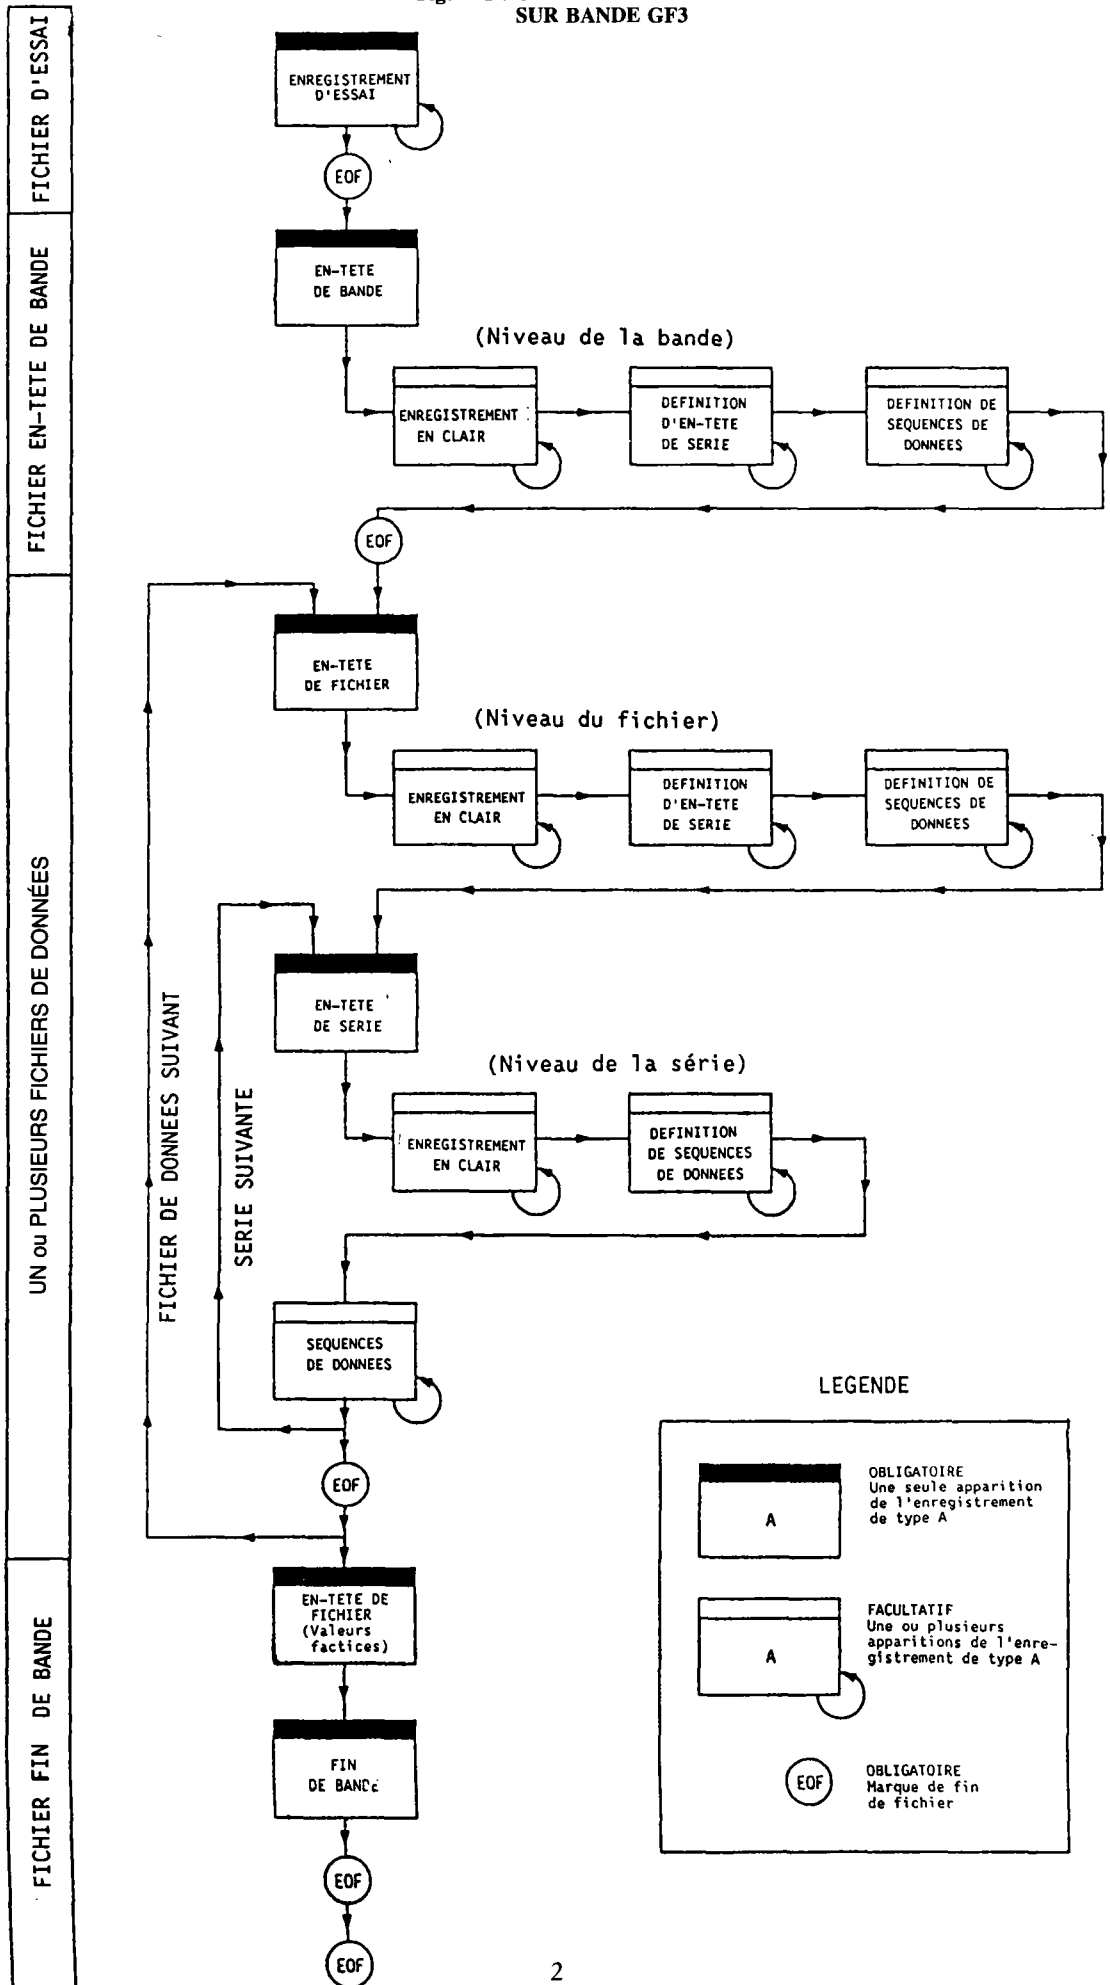 SUR BANDE GF3
FICHIER D'ESSAI
ENREGISTREMENT
D'ESSAI
EOF
FICHIER EN-TETE DE BANDE
EN-TETE
DE BANDE
(Niveau de la bande)
ENREGISTREMENT
EN CLAIR
DEFINITION
D'EN-TETE
DE SERIE
DEFINITION DE
SEQUENCES DE
DONNEES
EOF
UN ou PLUSIEURS FICHIERS DE DONNÉES
FICHIER DE DONNEES SUIVANT
EN-TETE
DE FICHIER
(Niveau du fichier)
ENREGISTREMENT
EN CLAIR
DEFINITION
D'EN-TETE
DE SERIE
DEFINITION DE
SEQUENCES DE
DONNEES
SERIE SUIVANTE
EN-TETE
DE SERIE
(Niveau de la série)
ENREGISTREMENT
EN CLAIR
DEFINITION
DE SEQUENCES
DE DONNEES
SEQUENCES
DE DONNEES
EOF
FICHIER FIN DE BANDE
EN-TETE DE
FICHIER
(Valeurs
factices)
FIN
DE BANDE
EOF
EOF
LEGENDE
A
OBLIGATOIRE
Une seule apparition
de l'enregistrement
de type A
A
FACULTATIF
Une ou plusieurs
apparitions de l'enre-
gistrement de type A
EOF
OBLIGATOIRE
Marque de fin
de fichier
2